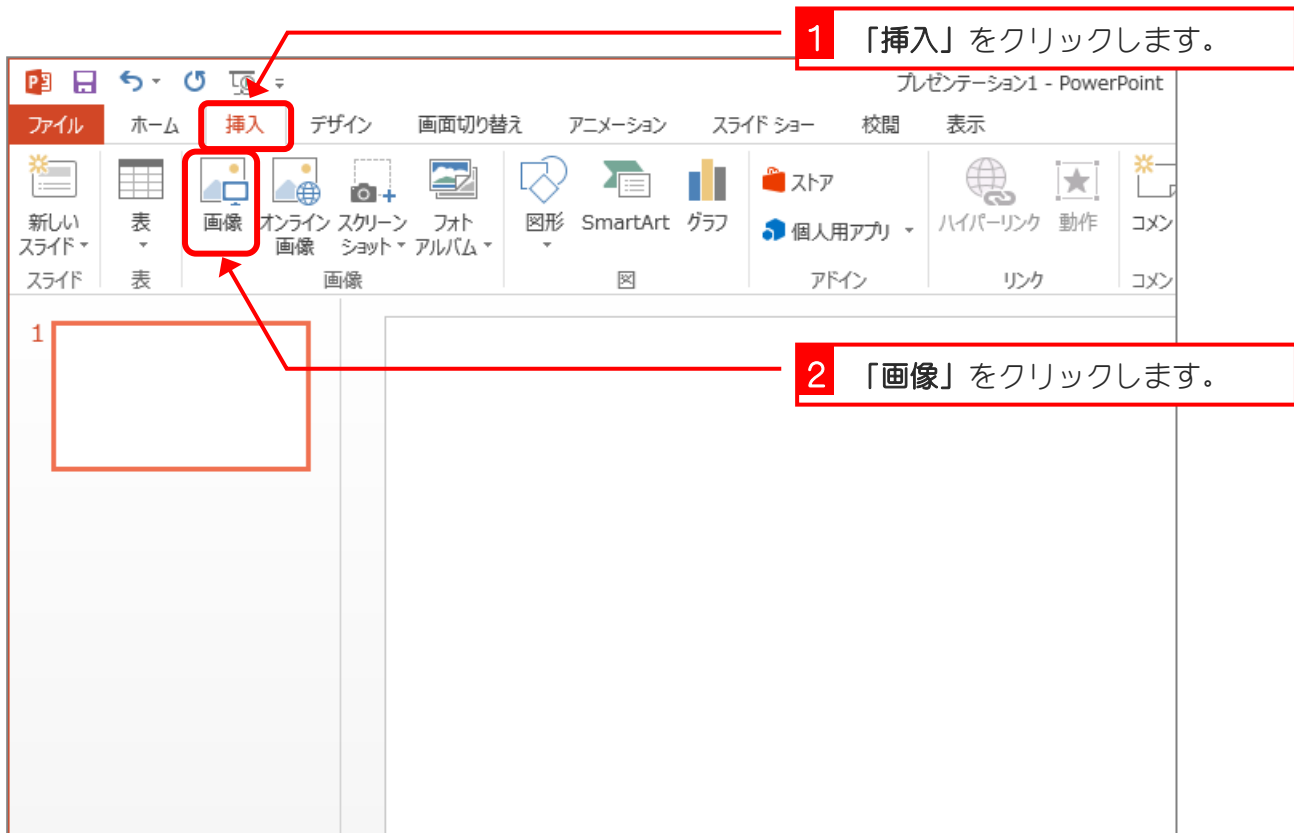 1 「挿入」をクリックします。
プレゼンテーション1 - PowerPoint
ファイル ホーム 挿入 デザイン 画面切り替え アニメーション スライド ショー 校閲 表示
新しい
スライド
表
画像
オンライン
画像
スクリーン
ショット
フォト
アルバム
図形
SmartArt
グラフ
ストア
個人用アプリ
ハイパーリンク
動作
コメン
スライド 表 画像 図 アドイン リンク コメン
1
2 「画像」をクリックします。